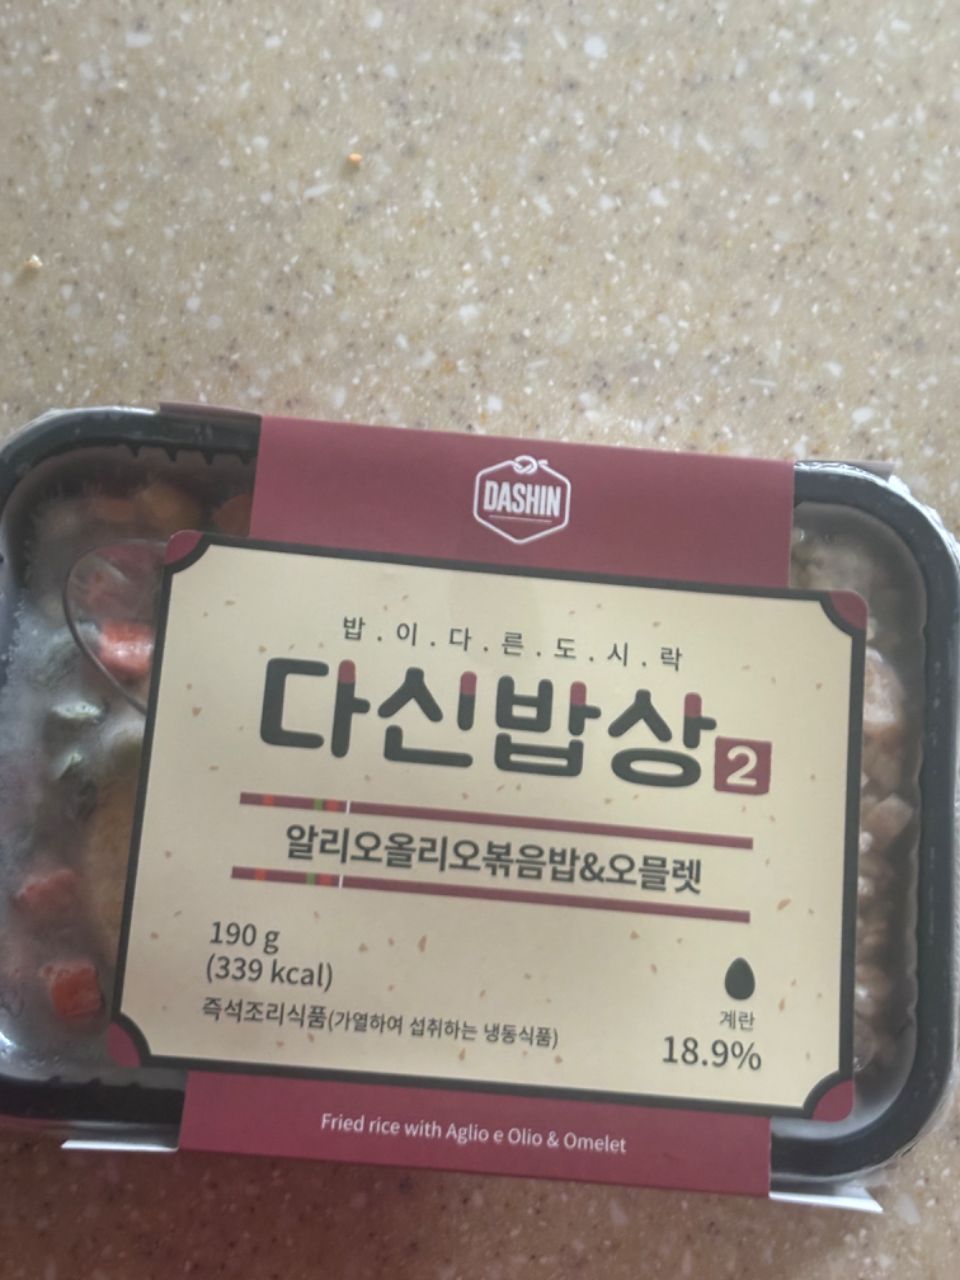 DASHIN
밥.이.다.른.도.시.락
다신밥상2
알리오올리오볶음밥&오믈렛
190 g
(339 kcal)
즉석조리식품(가열하여 섭취하는 냉동식품)
계란
18.9%
Fried rice with Aglio e Olio & Omelet